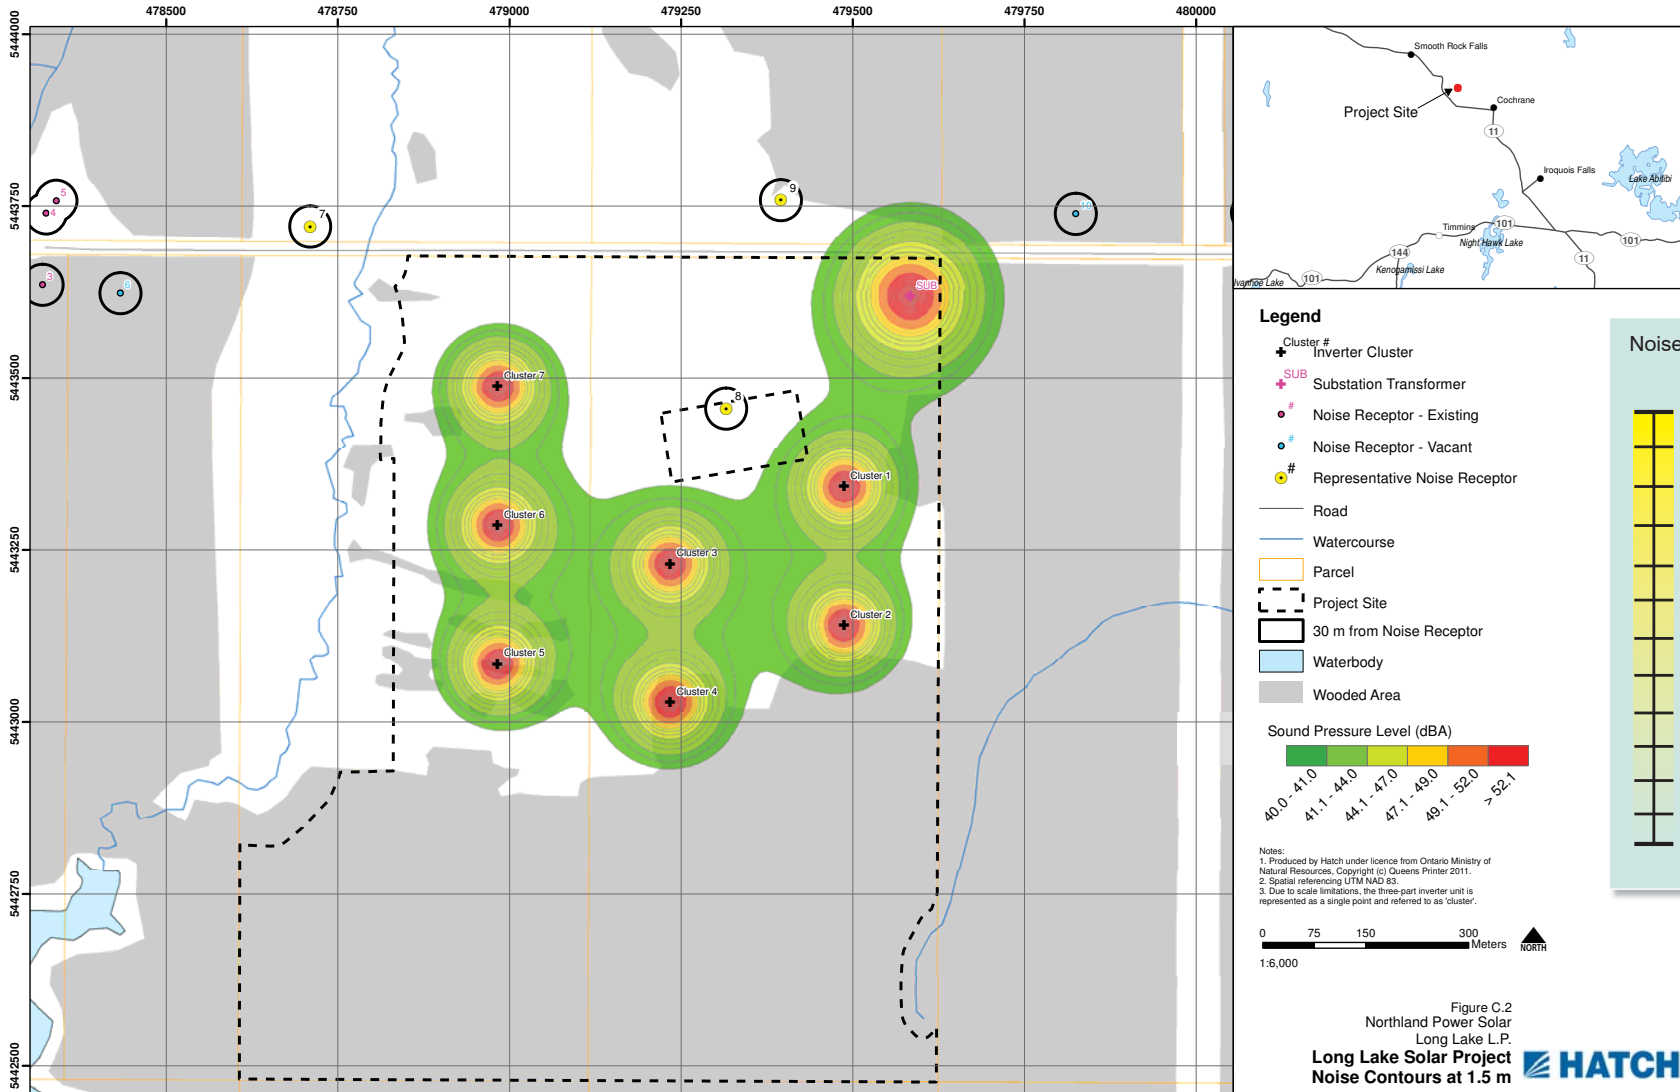 478500 478750 479000 479250 479500 479750 480000
5444000
5443750
5443500
5443250
5443000
5442750
5442500
5
4
3
6
7
9
10
8
SUB
Cluster 7
Cluster 6
Cluster 5
Cluster 3
Cluster 4
Cluster 1
Cluster 2
Smooth Rock Falls
Project Site
Cochrane
11
Iroquois Falls
Lake Abitibi
Timmins
101
Night Hawk Lake
101
144
11
Kenogamissi Lake
101
Ivanhoe Lake
Legend
Cluster #
Inverter Cluster
SUB
Substation Transformer
#
Noise Receptor - Existing
#
Noise Receptor - Vacant
#
Representative Noise Receptor
Road
Watercourse
Parcel
Project Site
30 m from Noise Receptor
Waterbody
Wooded Area
Sound Pressure Level (dBA)
40.0 - 41.0
41.1 - 44.0
44.1 - 47.0
47.1 - 49.0
49.1 - 52.0
> 52.1
Notes:
1. Produced by Hatch under licence from Ontario Ministry of
Natural Resources, Copyright (c) Queens Printer 2011.
2. Spatial referencing UTM NAD 83.
3. Due to scale limitations, the three-part inverter unit is
represented as a single point and referred to as 'cluster'.
0 75 150 300
Meters
NORTH
1:6,000
Figure C.2
Northland Power Solar
Long Lake L.P.
Long Lake Solar Project
Noise Contours at 1.5 m
HATCH
Noise